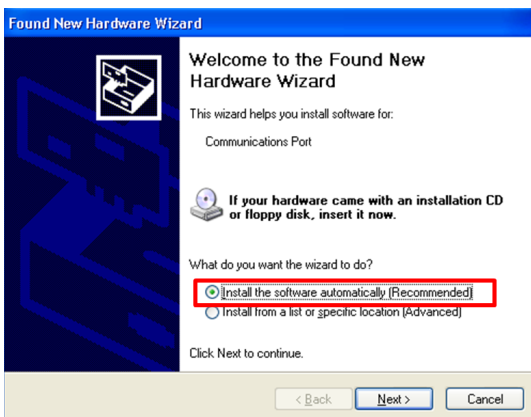 Found New Hardware Wizard
Welcome to the Found New
Hardware Wizard
This wizard helps you install software for:
Communications Port
If your hardware came with an installation CD
or floppy disk, insert it now.
What do you want the wizard to do?
Install the software automatically (Recommended)
Install from a list or specific location (Advanced)
Click Next to continue.
< Back Next > Cancel